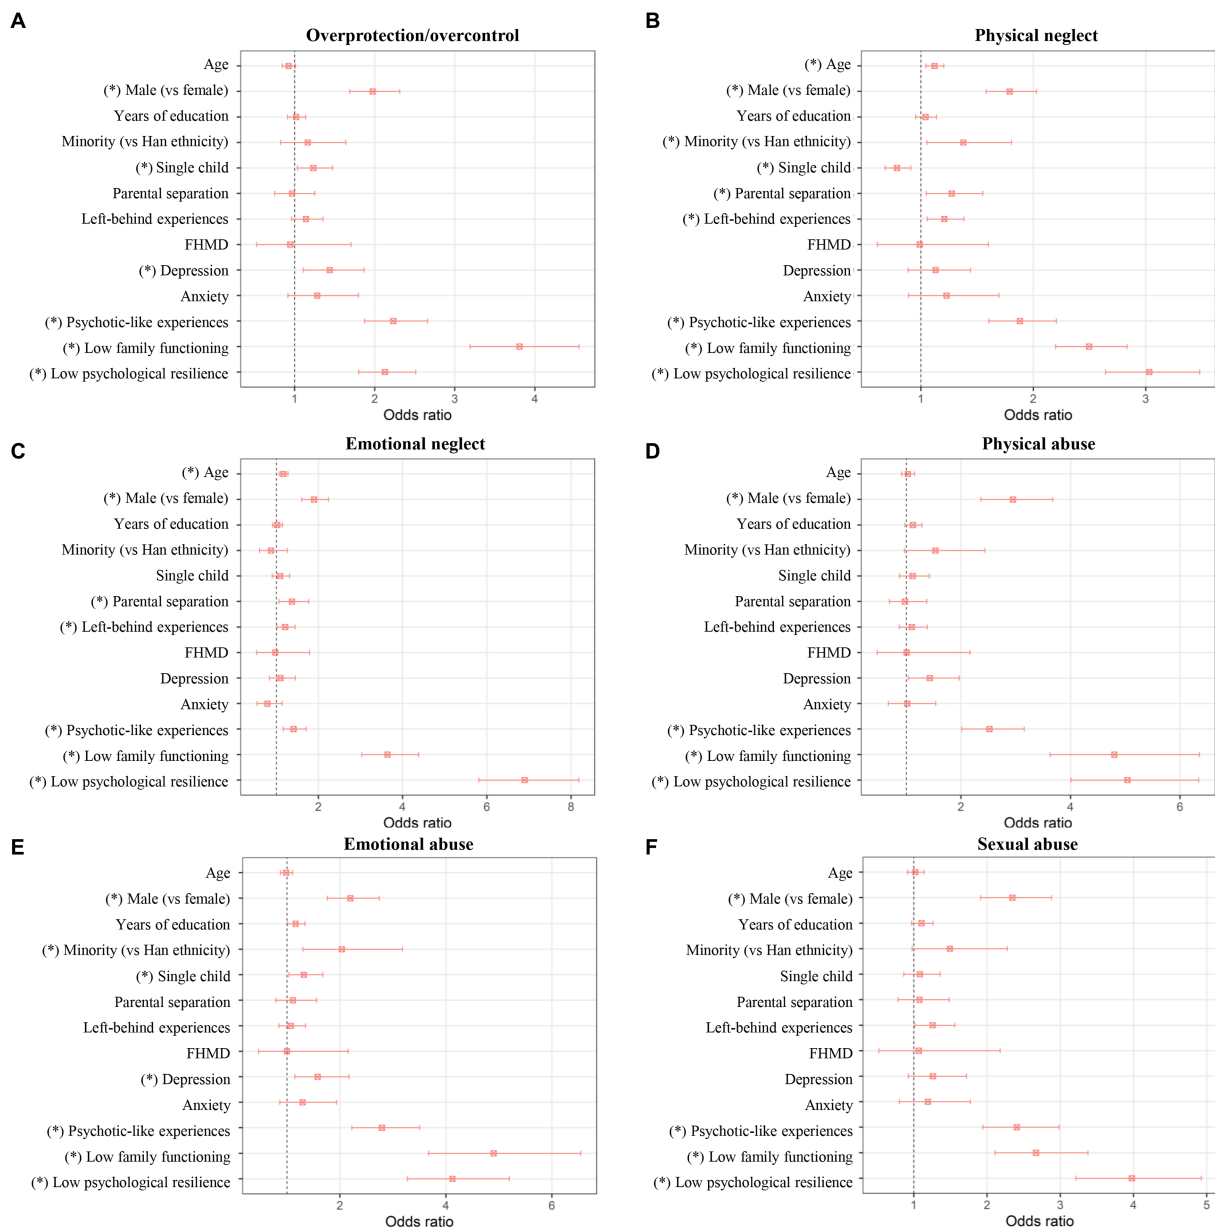 A
Overprotection/overcontrol
Age
(*) Male (vs female)
Years of education
Minority (vs Han ethnicity)
(*) Single child
Parental separation
Left-behind experiences
FHMD
(*) Depression
Anxiety
(*) Psychotic-like experiences
(*) Low family functioning
(*) Low psychological resilience
1 2 3 4
Odds ratio
B
Physical neglect
(*) Age
(*) Male (vs female)
Years of education
(*) Minority (vs Han ethnicity)
(*) Single child
(*) Parental separation
(*) Left-behind experiences
FHMD
Depression
Anxiety
(*) Psychotic-like experiences
(*) Low family functioning
(*) Low psychological resilience
1 2 3
Odds ratio
C
Emotional neglect
(*) Age
(*) Male (vs female)
Years of education
Minority (vs Han ethnicity)
Single child
(*) Parental separation
(*) Left-behind experiences
FHMD
Depression
Anxiety
(*) Psychotic-like experiences
(*) Low family functioning
(*) Low psychological resilience
2 4 6 8
Odds ratio
D
Physical abuse
Age
(*) Male (vs female)
Years of education
Minority (vs Han ethnicity)
Single child
Parental separation
Left-behind experiences
FHMD
Depression
Anxiety
(*) Psychotic-like experiences
(*) Low family functioning
(*) Low psychological resilience
2 4 6
Odds ratio
E
Emotional abuse
Age
(*) Male (vs female)
Years of education
(*) Minority (vs Han ethnicity)
(*) Single child
Parental separation
Left-behind experiences
FHMD
(*) Depression
Anxiety
(*) Psychotic-like experiences
(*) Low family functioning
(*) Low psychological resilience
2 4 6
Odds ratio
F
Sexual abuse
Age
(*) Male (vs female)
Years of education
Minority (vs Han ethnicity)
Single child
Parental separation
Left-behind experiences
FHMD
Depression
Anxiety
(*) Psychotic-like experiences
(*) Low family functioning
(*) Low psychological resilience
1 2 3 4 5
Odds ratio